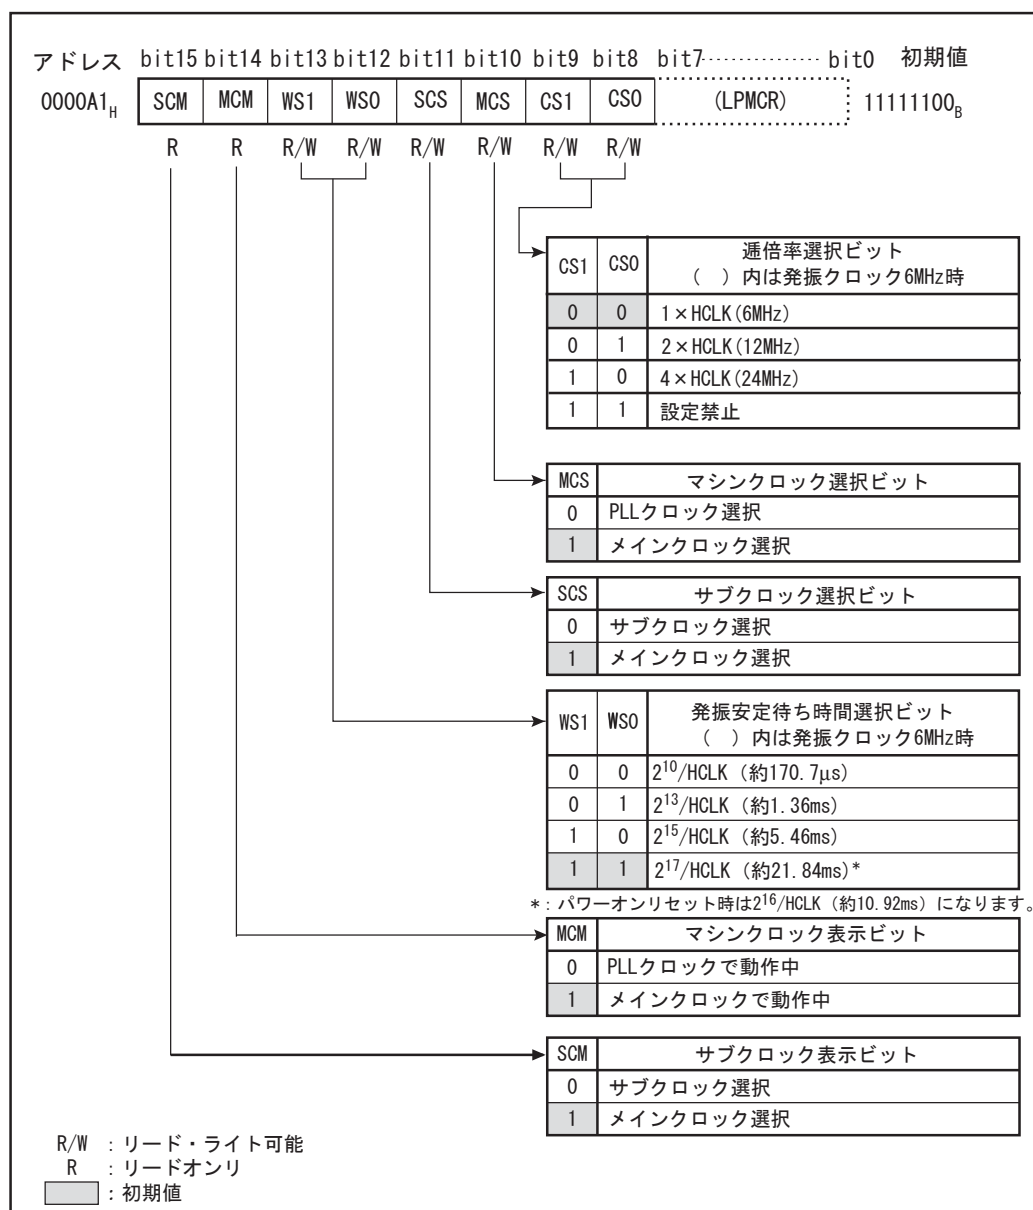 アドレス bit15 bit14 bit13 bit12 bit11 bit10 bit9 bit8 bit7 bit0 初期値
0000A1H SCM MCM WS1 WS0 SCS MCS CS1 CS0 (LPMCR) 11111100B
R R R/W R/W R/W R/W R/W R/W
CS1 CS0 逓倍率選択ビット
( )内は発振クロック6MHz時
0 0 1×HCLK(6MHz)
0 1 2×HCLK(12MHz)
1 0 4×HCLK(24MHz)
1 1 設定禁止
MCS マシンクロック選択ビット
0 PLLクロック選択
1 メインクロック選択
SCS サブクロック選択ビット
0 サブクロック選択
1 メインクロック選択
WS1 WS0 発振安定待ち時間選択ビット
( )内は発振クロック6MHz時
0 0 2^10/HCLK (約170.7μs)
0 1 2^13/HCLK (約1.36ms)
1 0 2^15/HCLK (約5.46ms)
1 1 2^17/HCLK (約21.84ms)*
*: パワーオンリセット時は2^16/HCLK (約10.92ms) になります。
MCM マシンクロック表示ビット
0 PLLクロックで動作中
1 メインクロックで動作中
SCM サブクロック表示ビット
0 サブクロック選択
1 メインクロック選択
R/W :リード・ライト可能
R :リードオンリ
:初期値